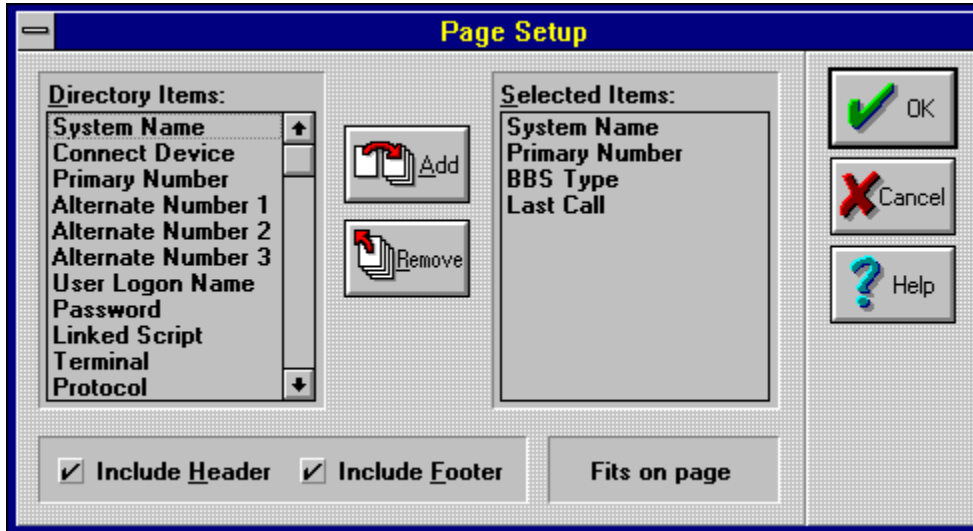 Page Setup
Directory Items:
System Name
Connect Device
Primary Number
Alternate Number 1
Alternate Number 2
Alternate Number 3
User Logon Name
Password
Linked Script
Terminal
Protocol
Add
Remove
Selected Items:
System Name
Primary Number
BBS Type
Last Call
OK
Cancel
Help
Include Header
Include Footer
Fits on page